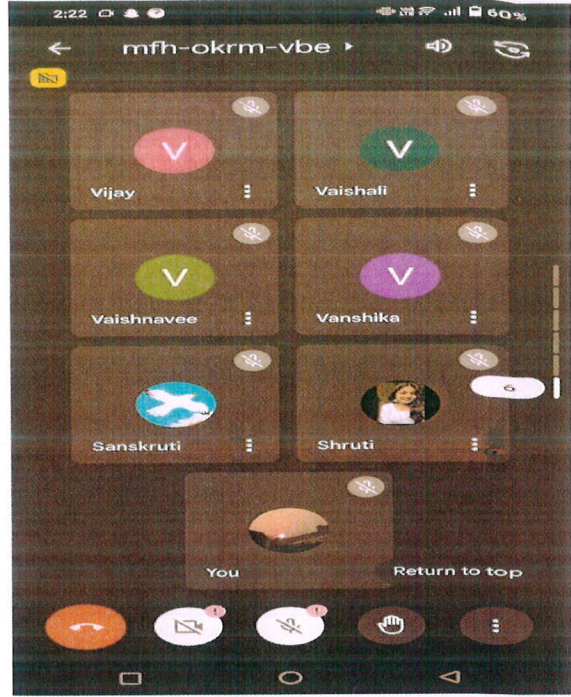 2:22 60%
mfh-okrm-vbe
V V
Vijay Vaishali
V V
Vaishnavee Vanshika
Sanskruti Shruti
6
You Return to top
! !